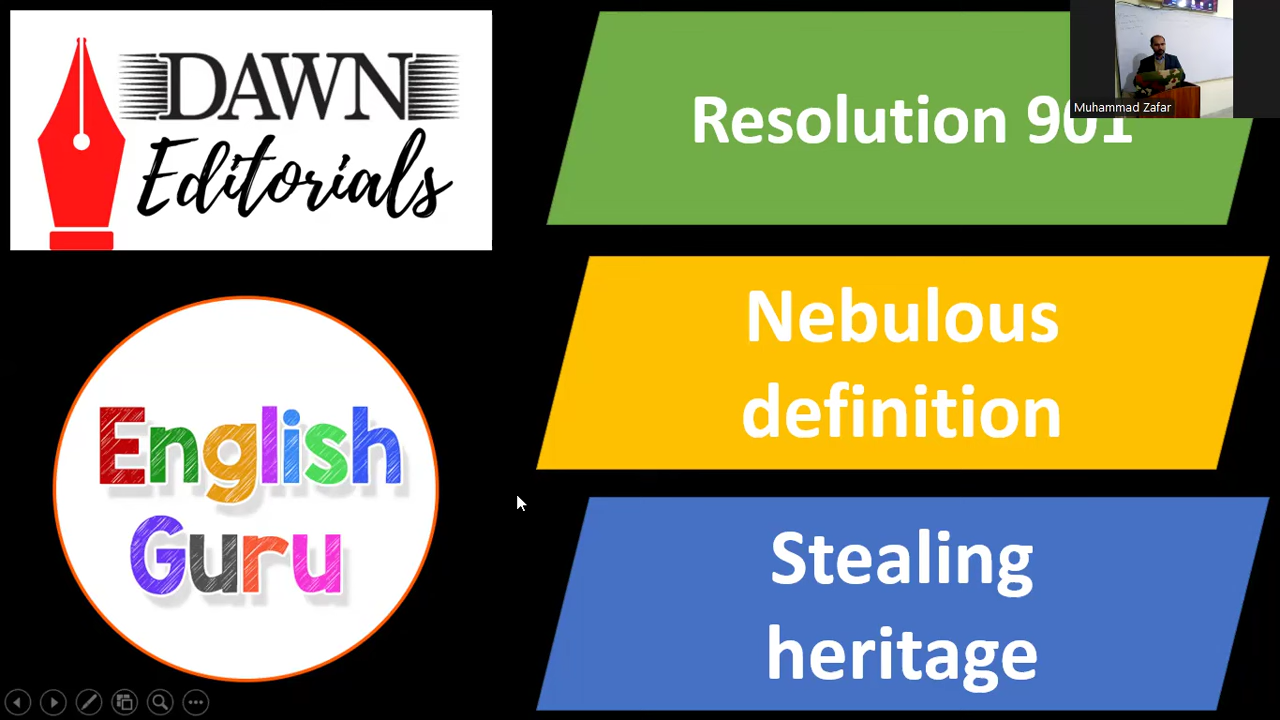 DAWN
Editorials
English
Guru
Resolution 901
Muhammad Zafar
Nebulous
definition
Stealing
heritage